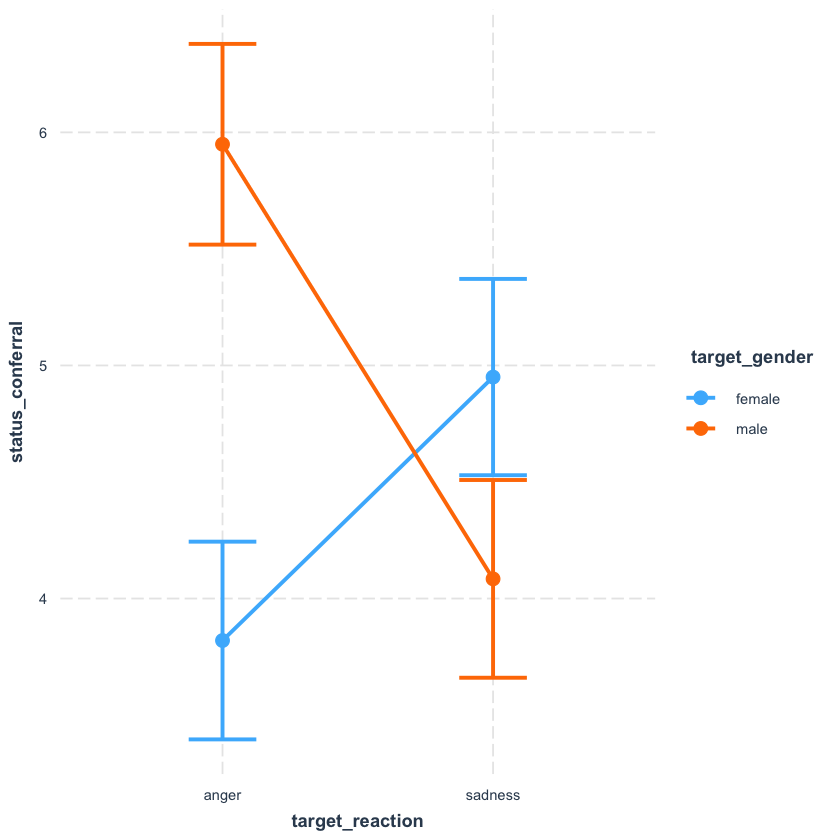 6
5
4
status_conferral
anger
sadness
target_reaction
target_gender
female
male